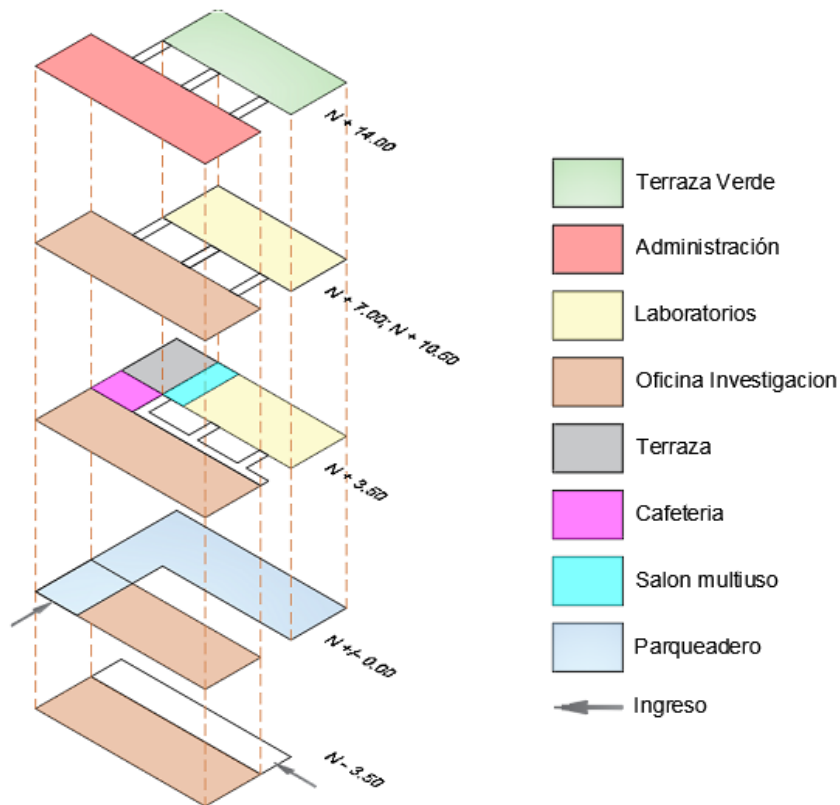 N + 14.00
N + 7.00; N + 10.50
N + 3.50
N +/- 0.00
N - 3.50
Terraza Verde
Administración
Laboratorios
Oficina Investigacion
Terraza
Cafeteria
Salon multiuso
Parqueadero
Ingreso